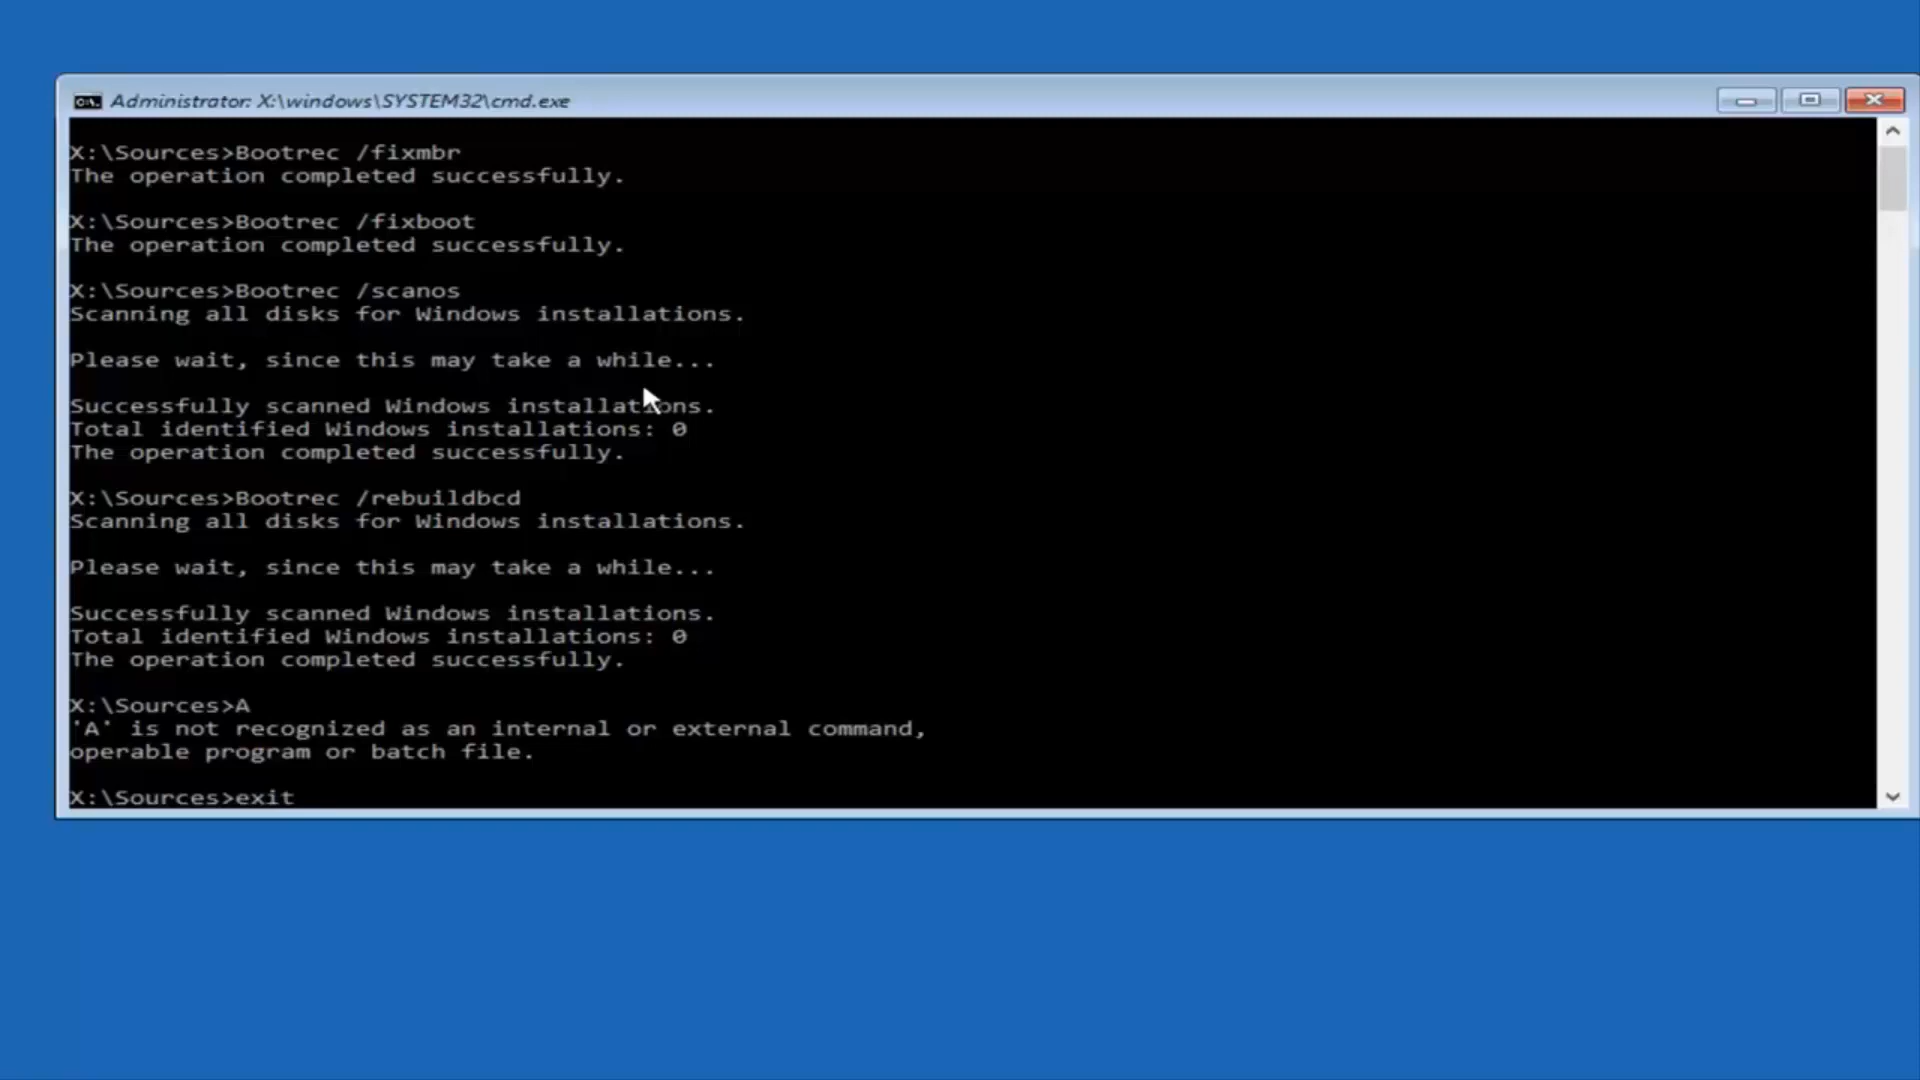 Administrator: X:\windows\SYSTEM32\cmd.exe
X:\Sources>Bootrec /fixmbr
The operation completed successfully.
X:\Sources>Bootrec /fixboot
The operation completed successfully.
X:\Sources>Bootrec /scanos
Scanning all disks for Windows installations.
Please wait, since this may take a while...
Successfully scanned Windows installations.
Total identified Windows installations: 0
The operation completed successfully.
X:\Sources>Bootrec /rebuildbcd
Scanning all disks for Windows installations.
Please wait, since this may take a while...
Successfully scanned Windows installations.
Total identified Windows installations: 0
The operation completed successfully.
X:\Sources>A
'A' is not recognized as an internal or external command,
operable program or batch file.
X:\Sources>exit